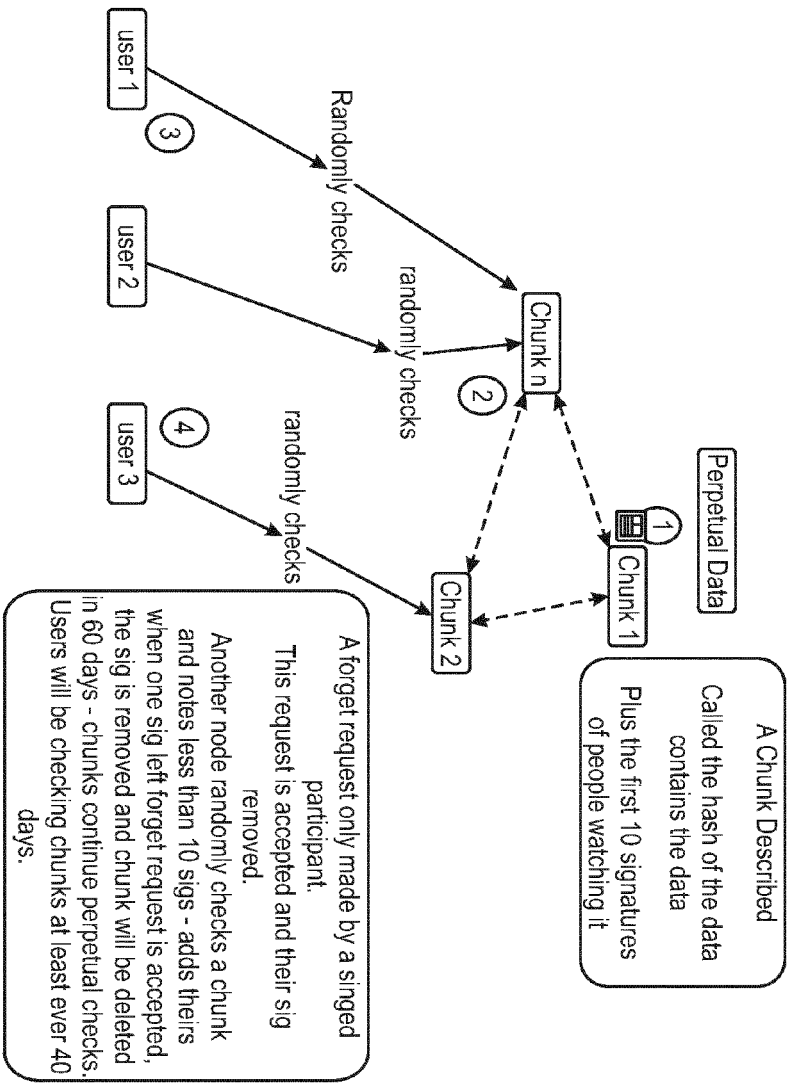 Perpetual Data
A Chunk Described
Called the hash of the data
contains the data
Plus the first 10 signatures
of people watching it
1
Chunk 1
Chunk n
2
Chunk 2
Randomly checks
randomly checks
randomly checks
3
4
user 1
user 2
user 3
A forget request only made by a singed
participant.
This request is accepted and their sig
removed.
Another node randomly checks a chunk
and notes less than 10 sigs - adds theirs
when one sig left forget request is accepted,
the sig is removed and chunk will be deleted
in 60 days - chunks continue perpetual checks.
Users will be checking chunks at least ever 40
days.